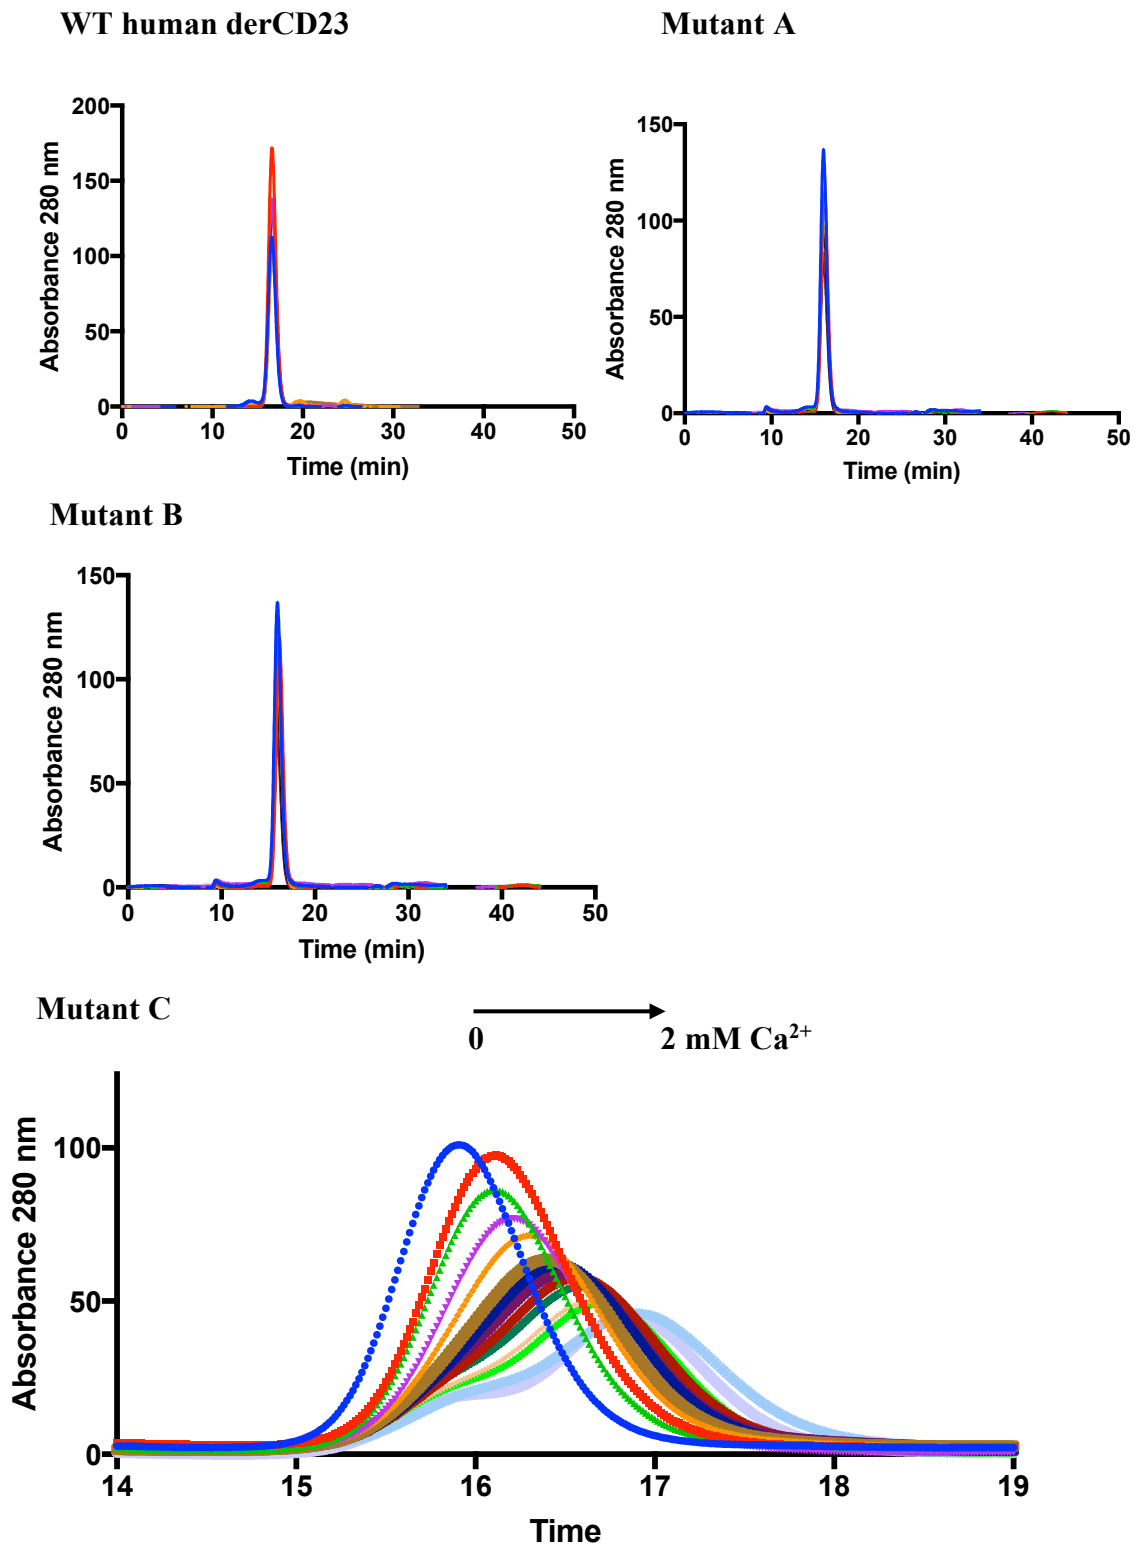 WT human derCD23
Mutant A
200
150
100
50
0
0 10 20 30 40 50
Absorbance 280 nm
Time (min)
150
100
50
0
0 10 20 30 40 50
Absorbance 280 nm
Time (min)
Mutant B
150
100
50
0
0 10 20 30 40 50
Absorbance 280 nm
Time (min)
Mutant C
0 2 mM Ca²⁺
100
50
0
14 15 16 17 18 19
Absorbance 280 nm
Time